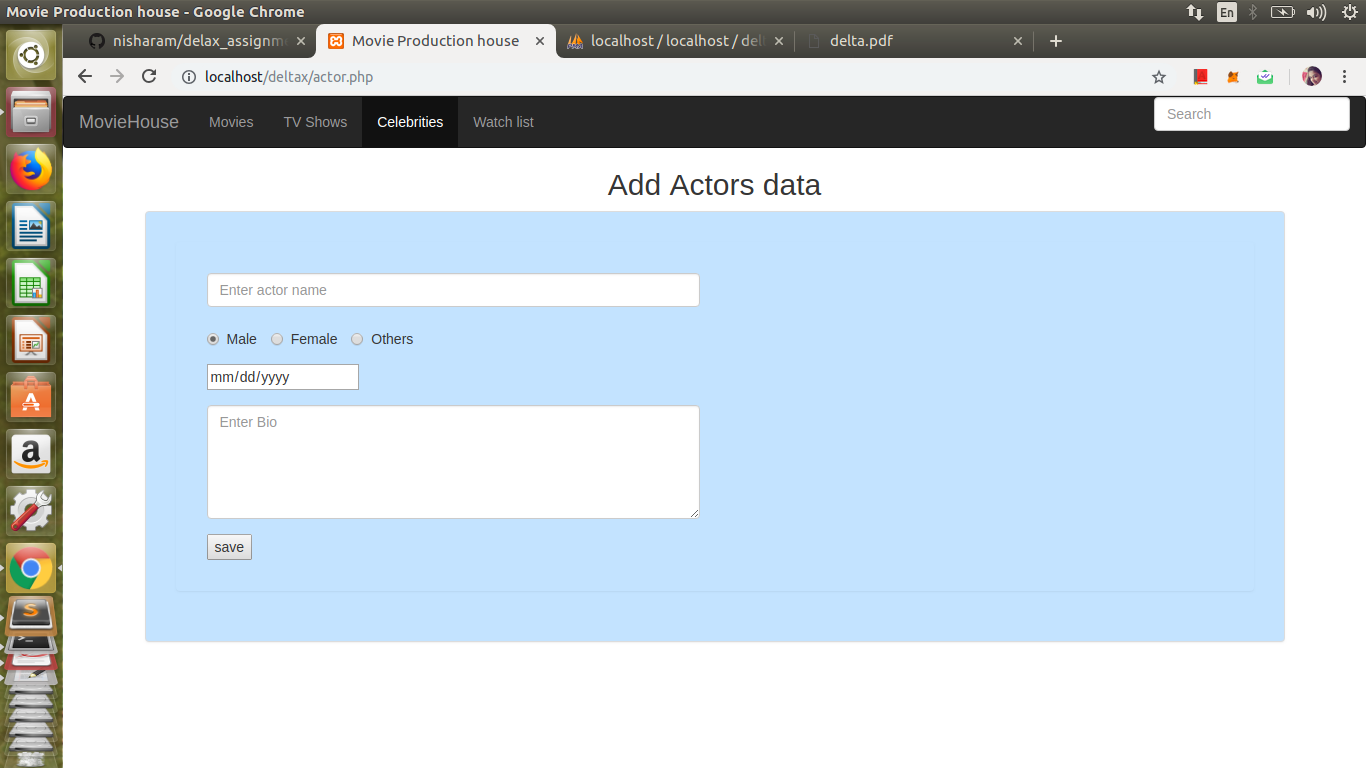 Movie Production house - Google Chrome
En
nisharam/delax_assignm
Movie Production house
localhost / localhost / del
delta.pdf
localhost/deltax/actor.php
MovieHouse Movies TV Shows Celebrities Watch list Search
Add Actors data
Enter actor name
Male Female Others
mm/dd/yyyy
Enter Bio
save